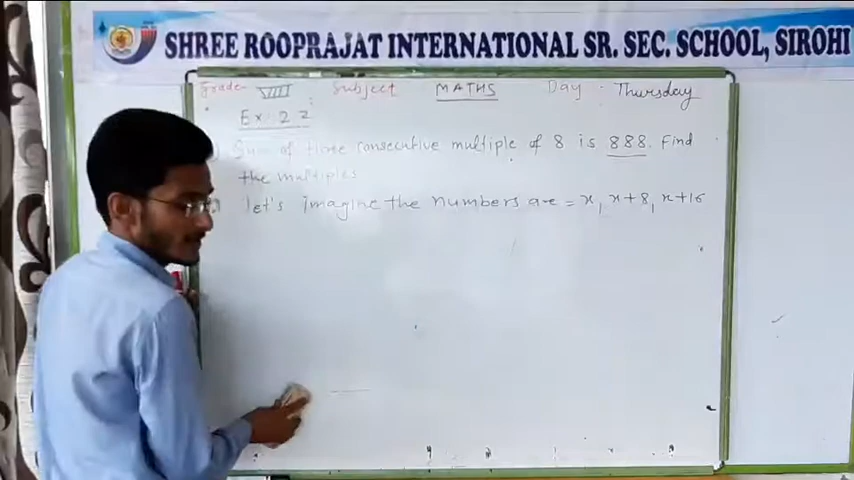 SHREE ROOPRAJAT INTERNATIONAL SR. SEC. SCHOOL, SIROHI
Grade- VIII Subject MATHS Day - Thursday
Ex 2.2
Sum of three consecutive multiple of 8 is 888. Find
the multiples
let's imagine the numbers are = x, x+8, x+16